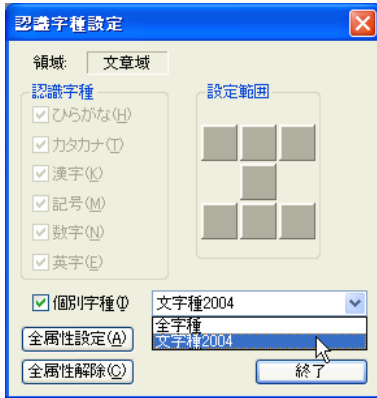 認識字種設定
領域: 文章域
認識字種
ひらがな(H)
カタカナ(T)
漢字(K)
記号(M)
数字(N)
英字(E)
設定範囲
個別字種(I) 文字種2004
全字種
文字種2004
全属性設定(A)
全属性解除(C)
終了